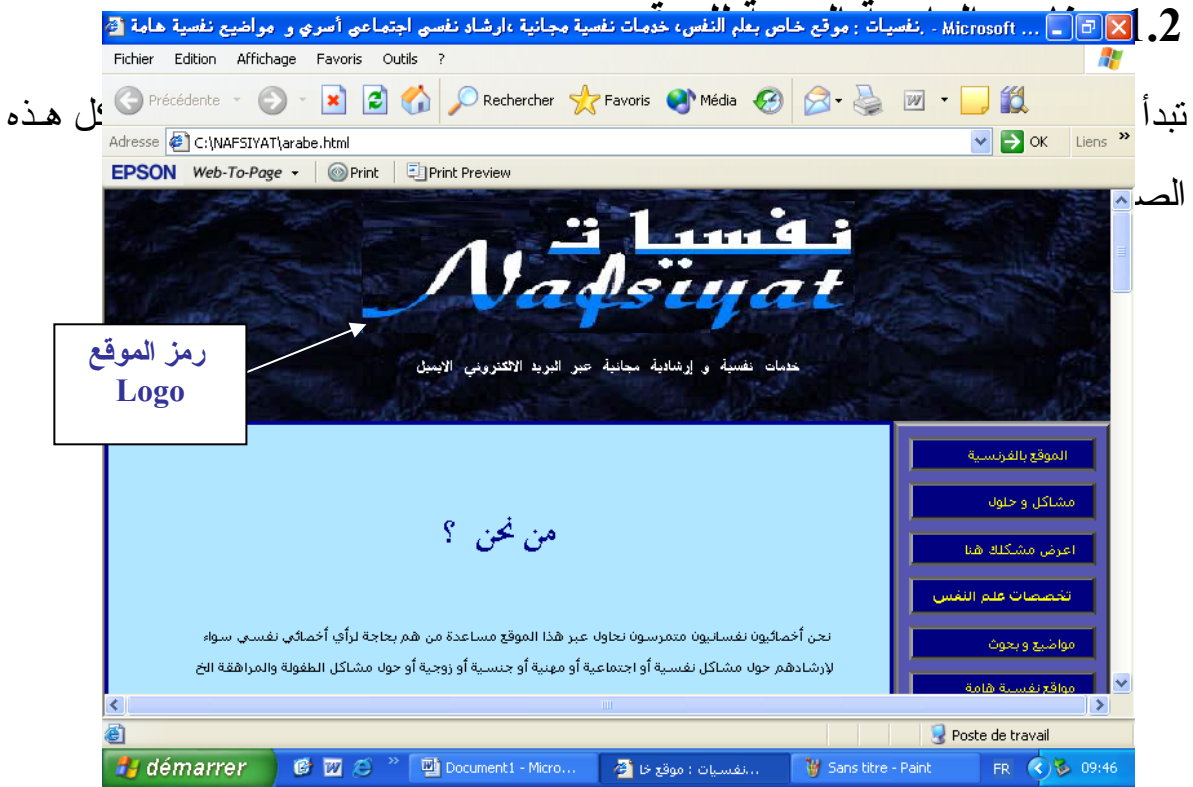 1.2
تبدأ
كل هـذه
الصـ
نفسيات : موقع خاص بعلم النفس، خدمات نفسية مجانية ،ارشاد نفسي اجتماعي أسري و مواضيع نفسية هامة. - Microsoft ...
Fichier Edition Affichage Favoris Outils ?
Précédente Rechercher Favoris Média
Adresse C:\NAFSIYAT\arabe.html OK Liens »
EPSON Web-To-Page Print Print Preview
نفسيات
Nafsiyat
خدمات نفسية و إرشادية مجانية عبر البريد الالكتروني الايميل
رمز الموقع
Logo
الموقع بالفرنسية
مشاكل و حلول
اعرض مشكلك هنا
تخصصات علم النفس
مواضيع و بحوث
مواقع نفسية هامة
من نحن ؟
نحن أخصائيون نفسانيون متمرسون نحاول عبر هذا الموقع مساعدة من هم بحاجة لرأي أخصائي نفسي سواء
لإرشادهم حول مشاكل نفسية أو اجتماعية أو مهنية أو جنسية أو زوجية أو حول مشاكل الطفولة والمراهقة الخ
Poste de travail
démarrer » Document1 - Micro... نفسيات : موقع خا... Sans titre - Paint FR 09:46